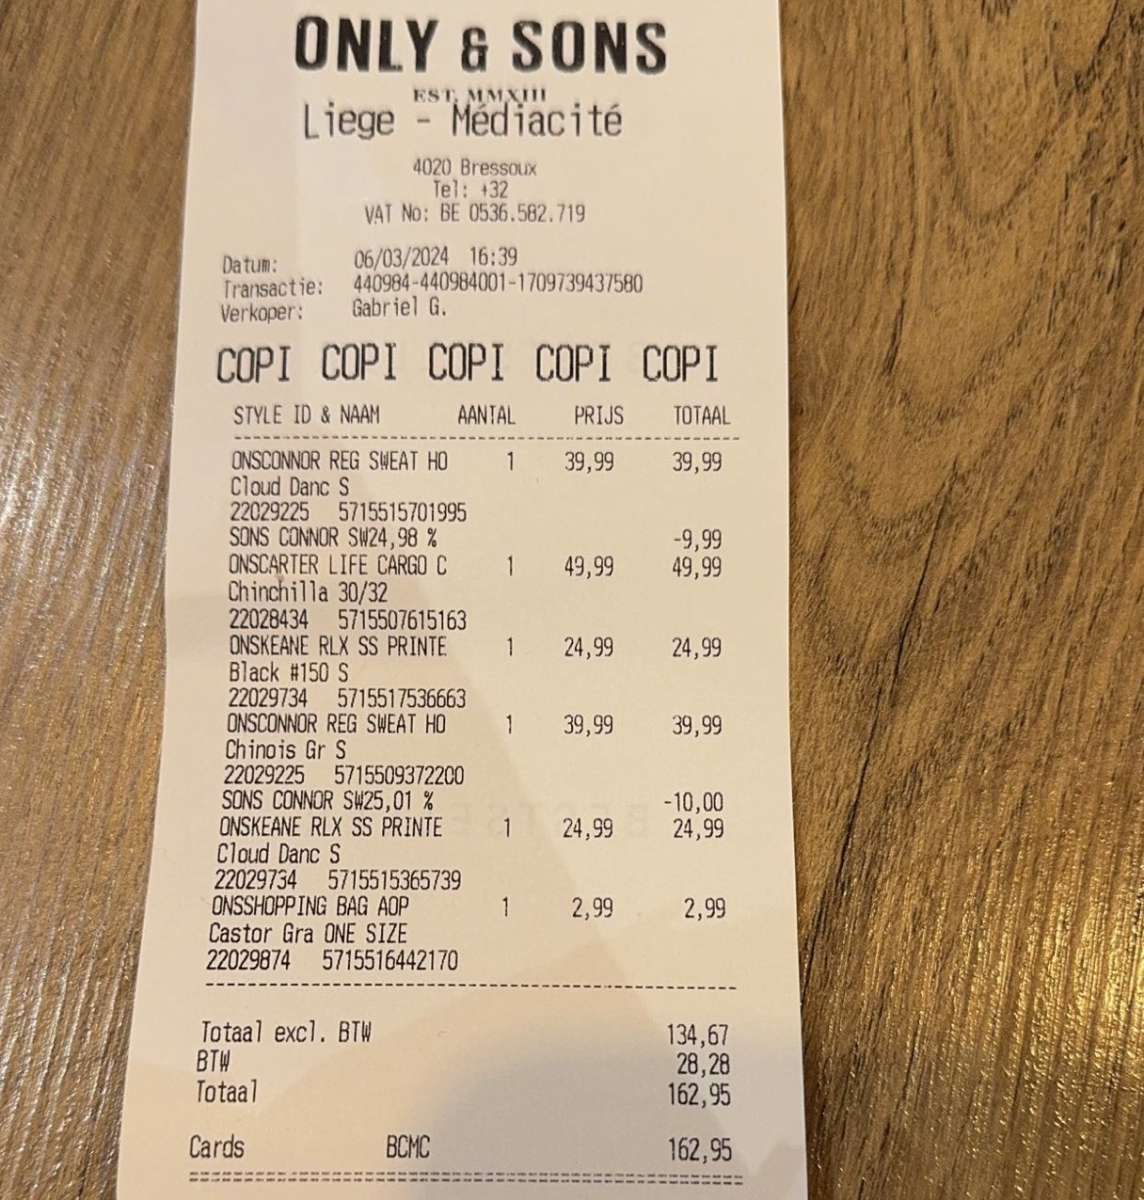 ONLY & SONS
EST. MMXIII
Liege - Médiacité
4020 Bressoux
Tel: +32
VAT No: BE 0536.582.719
Datum: 06/03/2024 16:39
Transactie: 440984-440984001-1709739437580
Verkoper: Gabriel G.
COPI COPI COPI COPI COPI
STYLE ID & NAAM AANTAL PRIJS TOTAAL
ONSCONNOR REG SWEAT HO 1 39,99 39,99
Cloud Danc S
22029225 5715515701995
SONS CONNOR SW24,98 % -9,99
ONSCARTER LIFE CARGO C 1 49,99 49,99
Chinchilla 30/32
22028434 5715507615163
ONSKEANE RLX SS PRINTE 1 24,99 24,99
Black #150 S
22029734 5715517536663
ONSCONNOR REG SWEAT HO 1 39,99 39,99
Chinois Gr S
22029225 5715509372200
SONS CONNOR SW25,01 % -10,00
ONSKEANE RLX SS PRINTE 1 24,99 24,99
Cloud Danc S
22029734 5715515365739
ONSSHOPPING BAG AOP 1 2,99 2,99
Castor Gra ONE SIZE
22029874 5715516442170
Totaal excl. BTW 134,67
BTW 28,28
Totaal 162,95
Cards BCMC 162,95